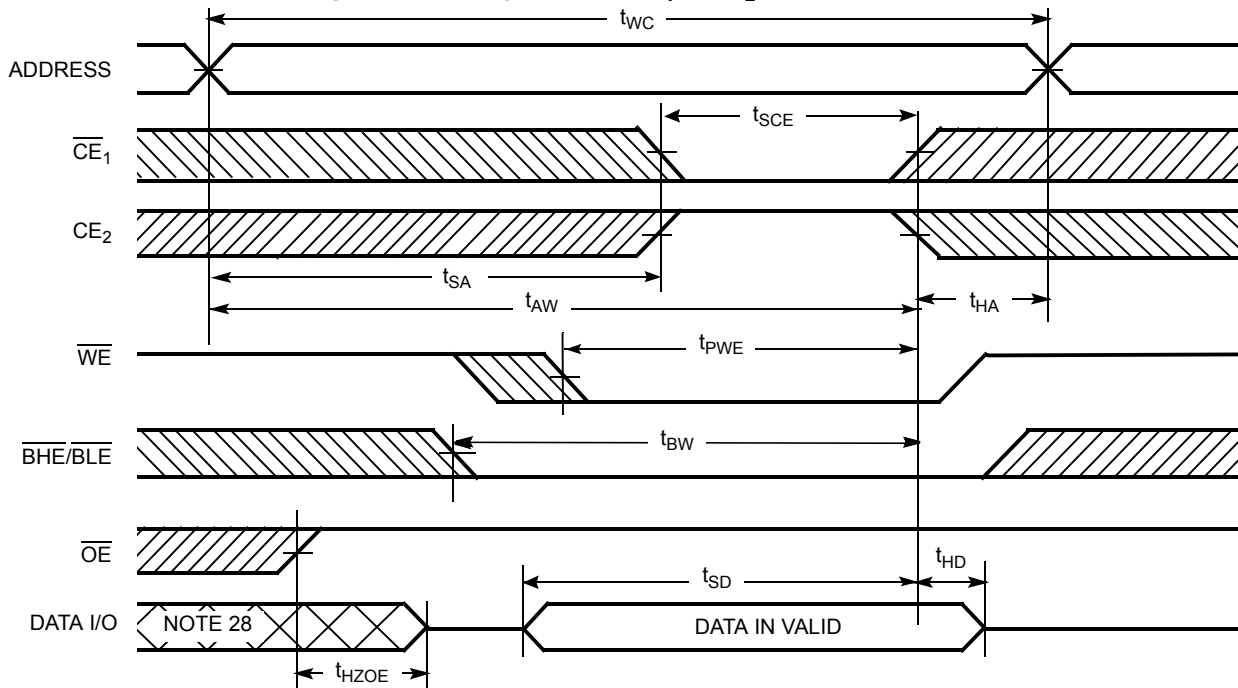 tWC
ADDRESS
tSCE
CE1
CE2
tSA
tAW
tHA
WE
tPWE
BHE/BLE
tBW
OE
tHD
tSD
DATA I/O
NOTE 28
DATA IN VALID
tHZOE